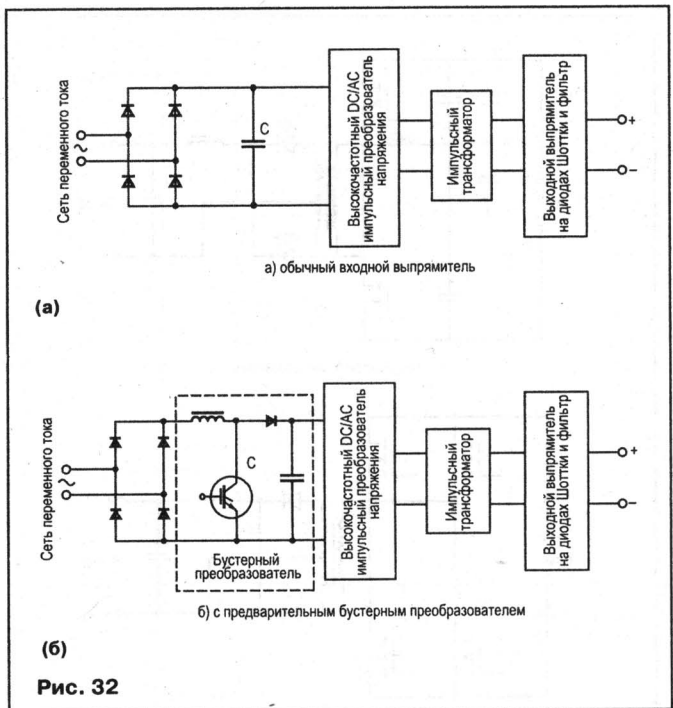 Сеть переменного тока
~
C
Высокочастотный DC/AC
импульсный преобразователь
напряжения
Импульсный
трансформатор
Выходной выпрямитель
на диодах Шоттки и фильтр
+
−
а) обычный входной выпрямитель
(а)
Сеть переменного тока
~
C
Бустерный
преобразователь
Высокочастотный DC/AC
импульсный преобразователь
напряжения
Импульсный
трансформатор
Выходной выпрямитель
на диодах Шоттки и фильтр
+
−
б) с предварительным бустерным преобразователем
(б)
Рис. 32